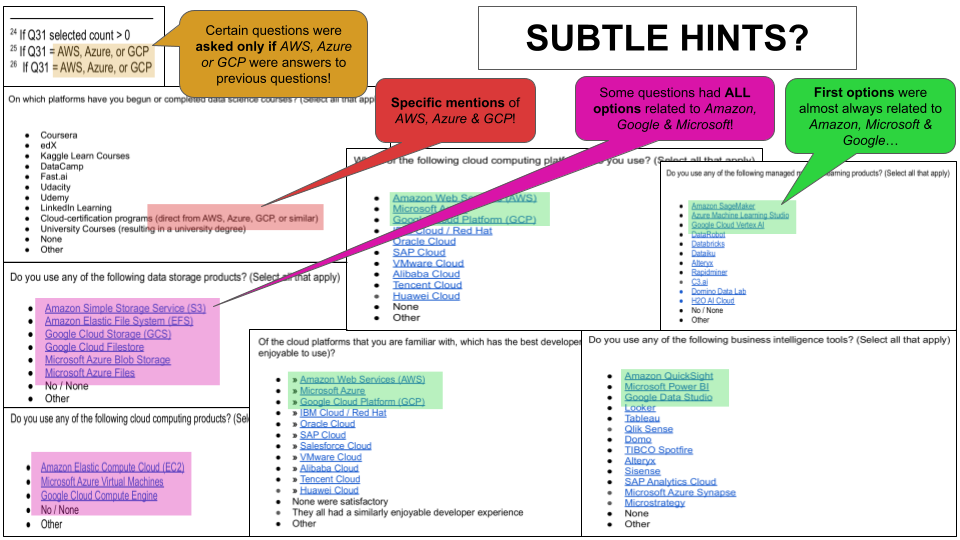 SUBTLE HINTS?
24 If Q31 selected count > 0
25 If Q31 = AWS, Azure, or GCP
26 If Q31 = AWS, Azure, or GCP
Certain questions were
asked only if AWS, Azure
or GCP were answers to
previous questions!
Specific mentions of
AWS, Azure & GCP!
Some questions had ALL
options related to Amazon,
Google & Microsoft!
First options were
almost always related to
Amazon, Microsoft &
Google…
On which platforms have you begun or completed data science courses? (Select all that app
Coursera
edX
Kaggle Learn Courses
DataCamp
Fast.ai
Udacity
Udemy
LinkedIn Learning
Cloud-certification programs (direct from AWS, Azure, GCP, or similar)
University Courses (resulting in a university degree)
None
Other
of the following cloud computing you use? (Select all that apply)
Amazon Web Services (AWS)
Microsoft
Google Cloud Platform (GCP)
IBM Cloud / Red Hat
Oracle Cloud
SAP Cloud
VMware Cloud
Alibaba Cloud
Tencent Cloud
Huawei Cloud
None
Other
Do you use any of the following managed learning products? (Select all that apply)
Amazon SageMaker
Azure Machine Learning Studio
Google Cloud Vertex AI
DataRobot
Databricks
Dataiku
Alteryx
Rapidminer
C3.ai
Domino Data Lab
H2O AI Cloud
No / None
Other
Do you use any of the following data storage products? (Select all that apply)
Amazon Simple Storage Service (S3)
Amazon Elastic File System (EFS)
Google Cloud Storage (GCS)
Google Cloud Filestore
Microsoft Azure Blob Storage
Microsoft Azure Files
No / None
Other
Do you use any of the following cloud computing products? (Sel
Amazon Elastic Compute Cloud (EC2)
Microsoft Azure Virtual Machines
Google Cloud Compute Engine
No / None
Other
Of the cloud platforms that you are familiar with, which has the best developer
enjoyable to use)?
» Amazon Web Services (AWS)
» Microsoft Azure
» Google Cloud Platform (GCP)
» IBM Cloud / Red Hat
» Oracle Cloud
» SAP Cloud
» Salesforce Cloud
» VMware Cloud
» Alibaba Cloud
» Tencent Cloud
» Huawei Cloud
None were satisfactory
They all had a similarly enjoyable developer experience
Other
Do you use any of the following business intelligence tools? (Select all that apply)
Amazon QuickSight
Microsoft Power BI
Google Data Studio
Looker
Tableau
Qlik Sense
Domo
TIBCO Spotfire
Alteryx
Sisense
SAP Analytics Cloud
Microsoft Azure Synapse
Microstrategy
None
Other